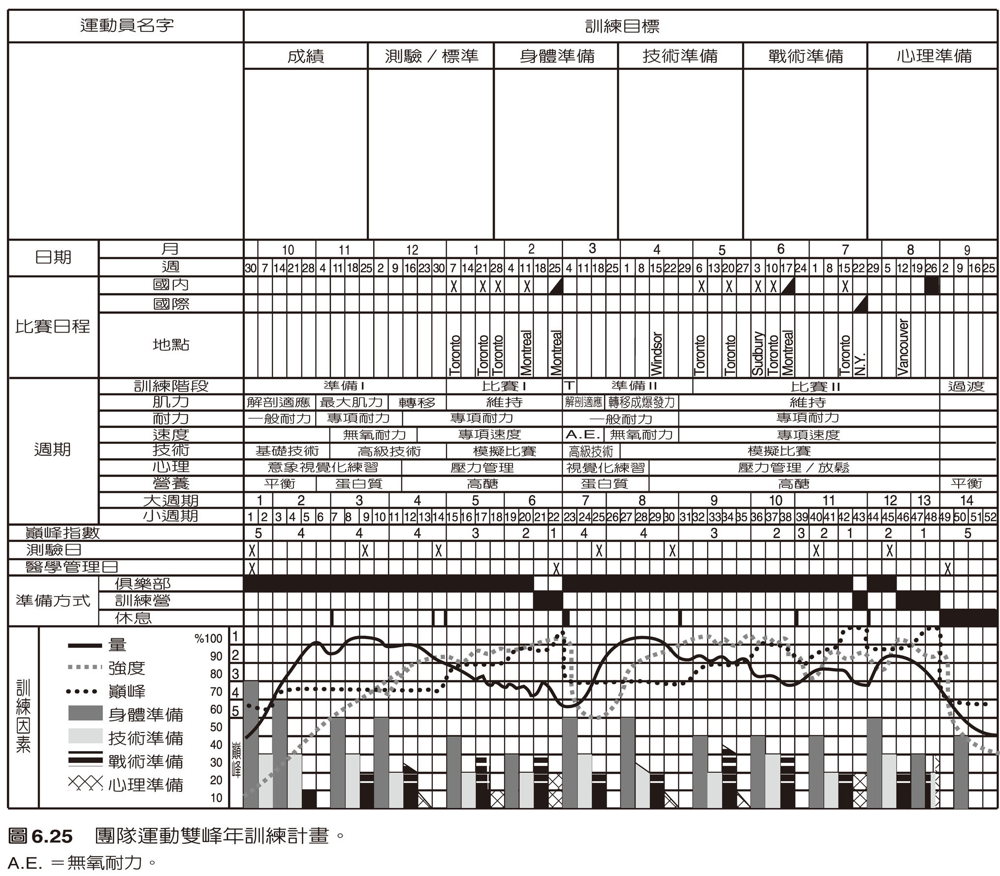 運動員名字 訓練目標
成績 測驗/標準 身體準備 技術準備 戰術準備 心理準備
日期 月 10 11 12 1 2 3 4 5 6 7 8 9
週 30 7 14 21 28 4 11 18 25 2 9 16 23 30 7 14 21 28 4 11 18 25 4 11 18 25 1 8 15 22 29 6 13 20 27 3 10 17 24 1 8 15 22 29 5 12 19 26 2 9 16 25
比賽日程 國內 X X X X X X X X X
國際
地點 Toronto Toronto Toronto Montreal Montreal Windsor Toronto Toronto Sudbury Toronto Montreal Toronto N.Y. Vancouver
週期 訓練階段 準備I 比賽I T 準備II 比賽II 過渡
肌力 解剖適應 最大肌力 轉移 維持 解剖適應 轉移成爆發力 維持
耐力 一般耐力 專項耐力 專項耐力 一般耐力 專項耐力
速度 無氧耐力 專項速度 A.E. 無氧耐力 專項速度
技術 基礎技術 高級技術 模擬比賽 高級技術 模擬比賽
心理 意象視覺化練習 壓力管理 視覺化練習 壓力管理/放鬆
營養 平衡 蛋白質 高醣 蛋白質 高醣 平衡
大週期 1 2 3 4 5 6 7 8 9 10 11 12 13 14
小週期 1 2 3 4 5 6 7 8 9 10 11 12 13 14 15 16 17 18 19 20 21 22 23 24 25 26 27 28 29 30 31 32 33 34 35 36 37 38 39 40 41 42 43 44 45 46 47 48 49 50 51 52
巔峰指數 5 4 4 4 3 2 1 4 4 3 2 3 2 1 2 1 5
測驗日 X X X X X X X
醫學管理日 X X X
準備方式 俱樂部
訓練營
休息
訓練因素
量
強度
巔峰
身體準備
技術準備
戰術準備
心理準備
%100
90
80
70
60
50
40
30
20
10
1
2
3
4
5
巔峰
圖6.25 團隊運動雙峰年訓練計畫。
A.E. =無氧耐力。